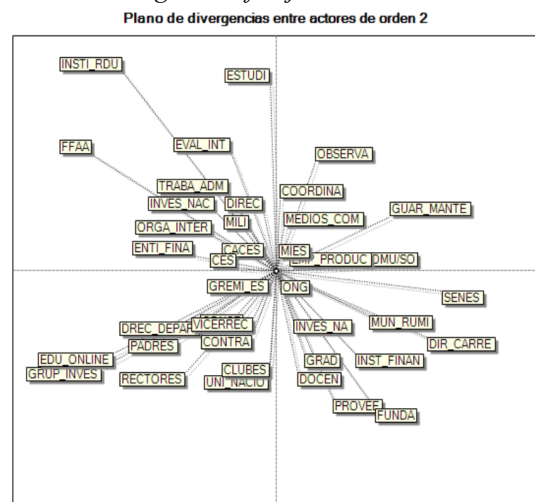 Plano de divergencias entre actores de orden 2
INSTI_RDU
ESTUDI
FFAA
EVAL_INT
OBSERVA
TRABA_ADM
COORDINA
INVES_NAC
DIREC
GUAR_MANTE
MILI
MEDIOS_COM
ORGA_INTER
ENTI_FINA
CACES
MIES
CES
EMP_PRODUC
OMU/SO
GREMI_ES
ONG
SENES
DREC_DEPAR
VICERREC
INVES_NA
MUN_RUMI
PADRES
CONTRA
DIR_CARRE
EDU_ONLINE
GRAD
INST_FINAN
GRUP_INVES
CLUBES
RECTORES
UNI_NACIO
DOCEN
PROVEE
FUNDA